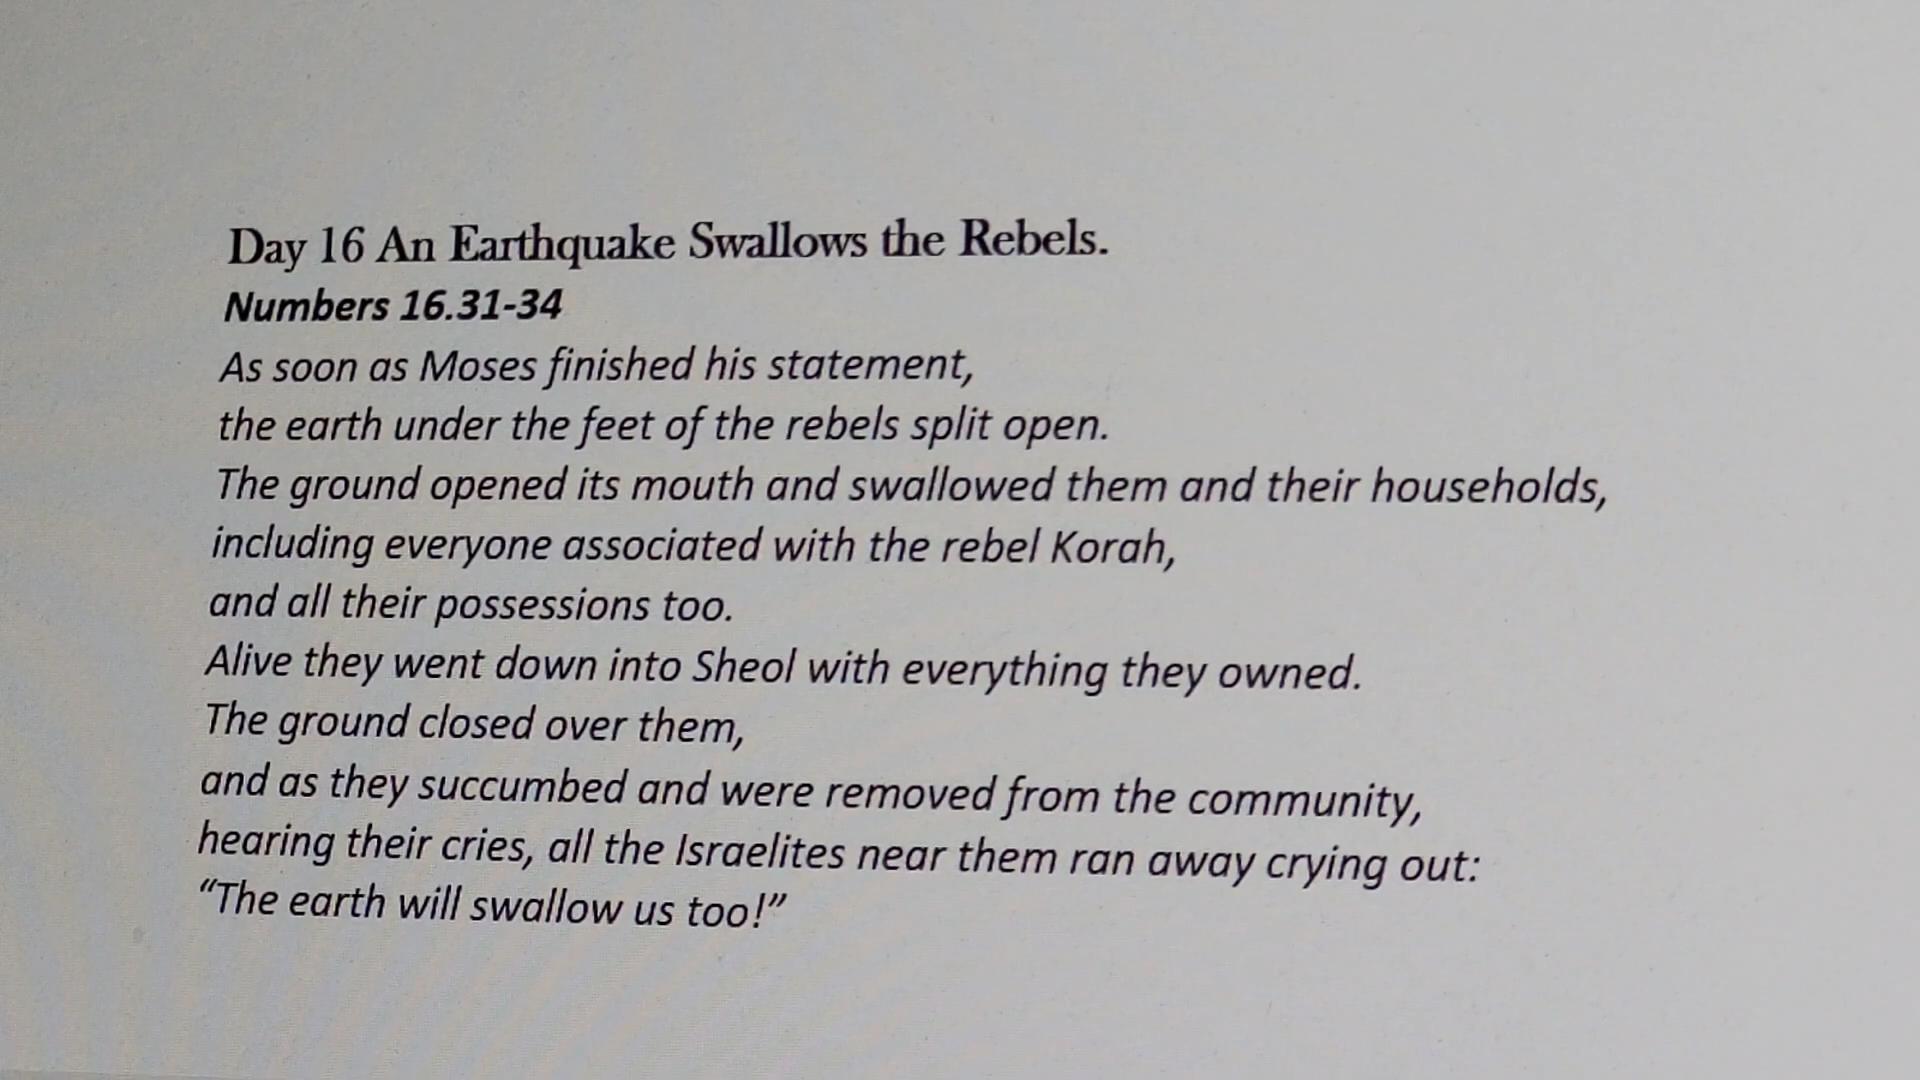 Day 16 An Earthquake Swallows the Rebels.
Numbers 16.31-34
As soon as Moses finished his statement,
the earth under the feet of the rebels split open.
The ground opened its mouth and swallowed them and their households,
including everyone associated with the rebel Korah,
and all their possessions too.
Alive they went down into Sheol with everything they owned.
The ground closed over them,
and as they succumbed and were removed from the community,
hearing their cries, all the Israelites near them ran away crying out:
“The earth will swallow us too!”